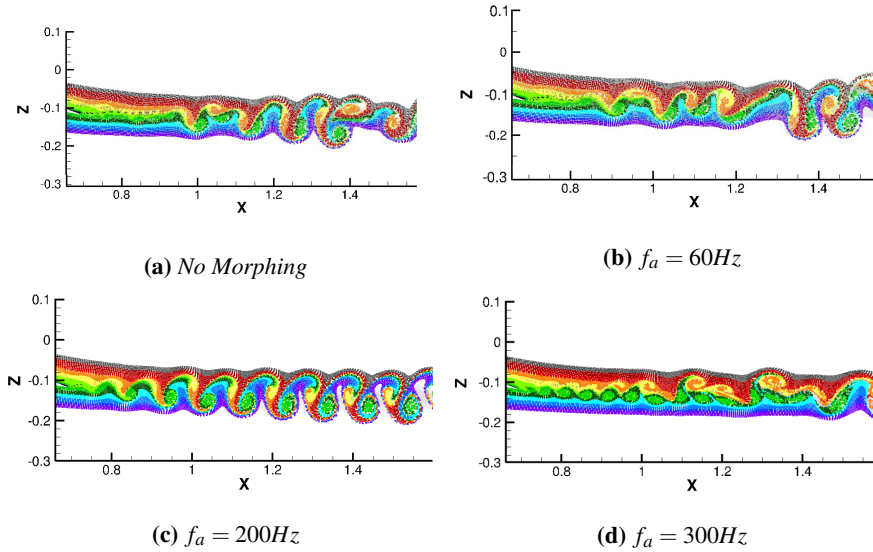 0.1
0
-0.1
-0.2
-0.3
Z
0.8 1 1.2 1.4
X
(a) No Morphing
0.1
0
-0.1
-0.2
-0.3
Z
0.8 1 1.2 1.4
X
(b) f_a = 60Hz
0.1
0
-0.1
-0.2
-0.3
Z
0.8 1 1.2 1.4
X
(c) f_a = 200Hz
0.1
0
-0.1
-0.2
-0.3
Z
0.8 1 1.2 1.4
X
(d) f_a = 300Hz